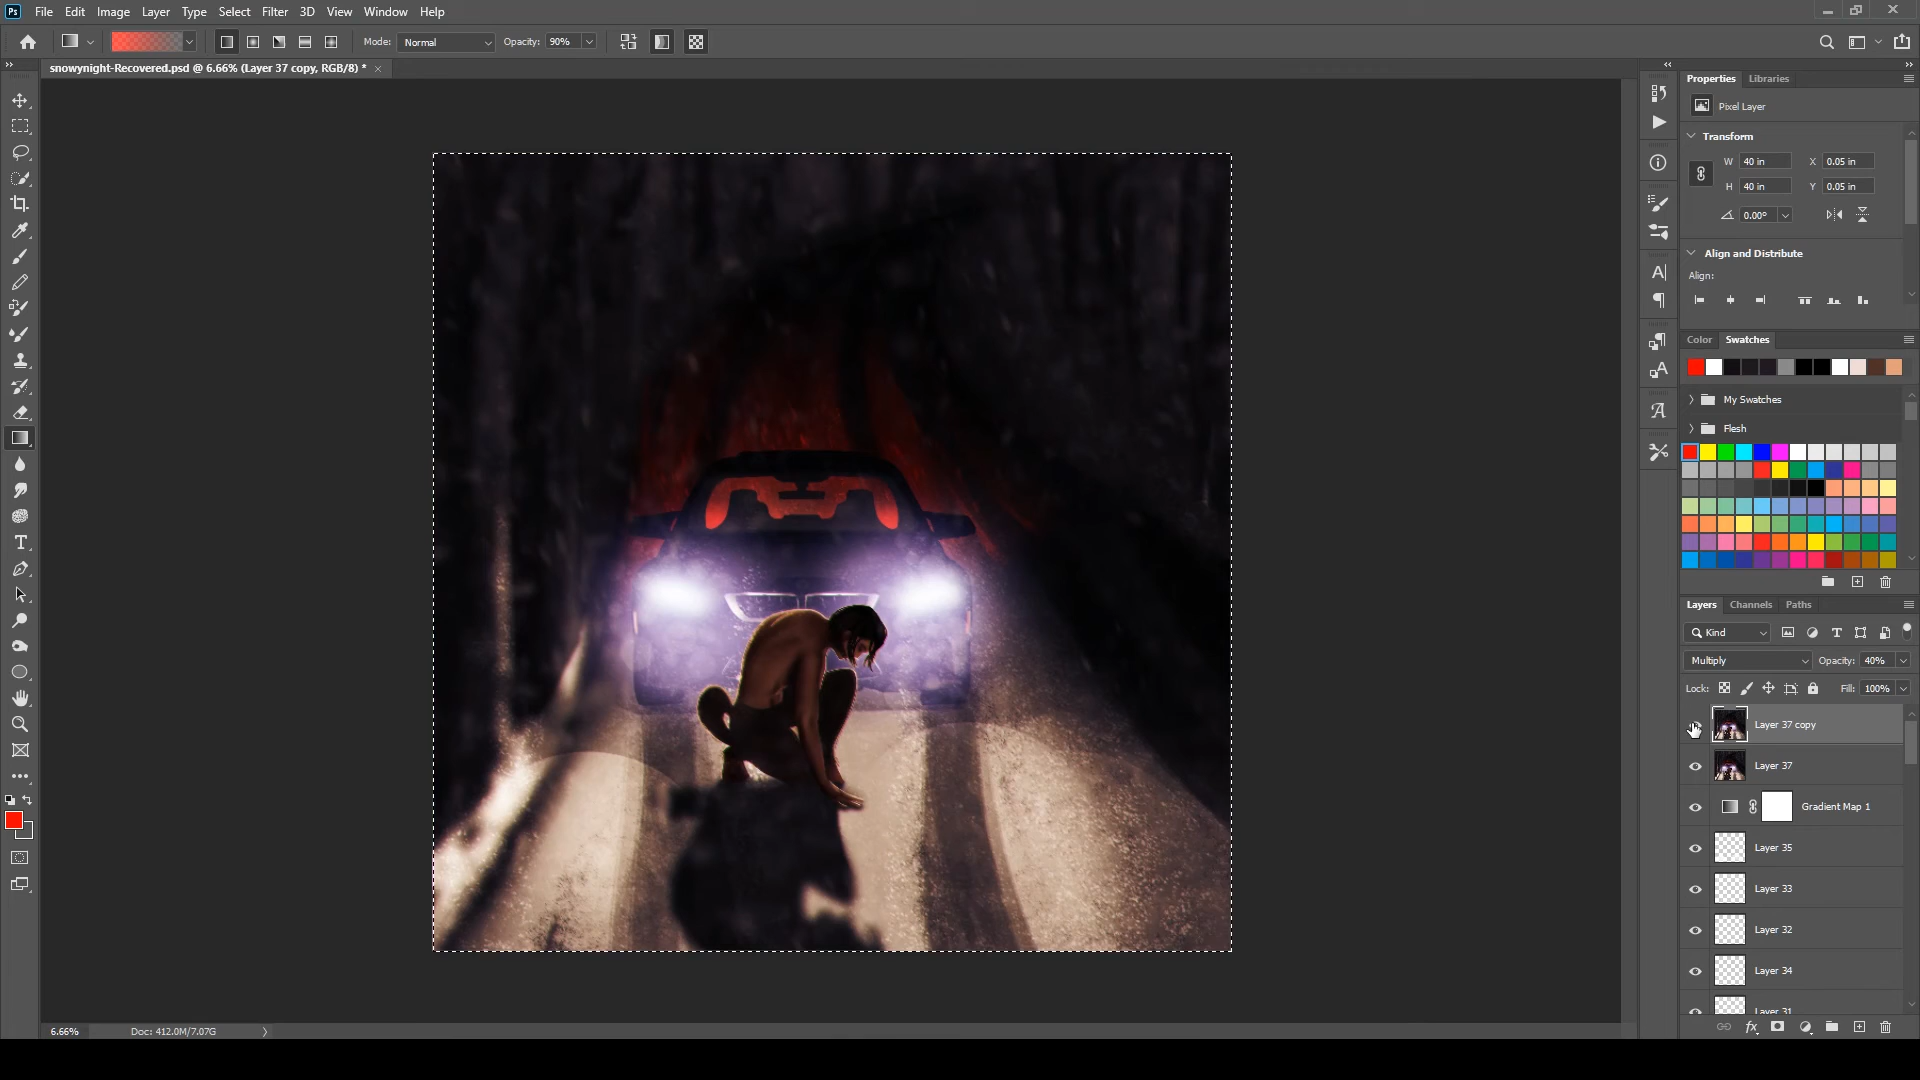 Ps File Edit Image Layer Type Select Filter 3D View Window Help
Mode: Normal Opacity: 90%
snowynight-Recovered.psd @ 6.66% (Layer 37 copy, RGB/8) *
Properties Libraries
Pixel Layer
Transform
W 40 in X 0.05 in
H 40 in Y 0.05 in
0.00°
Align and Distribute
Align:
Color Swatches
My Swatches
Flesh
Layers Channels Paths
Kind
Multiply Opacity: 40%
Lock: Fill: 100%
Layer 37 copy
Layer 37
Gradient Map 1
Layer 35
Layer 33
Layer 32
Layer 34
Layer 31
6.66% Doc: 412.0M/7.07G